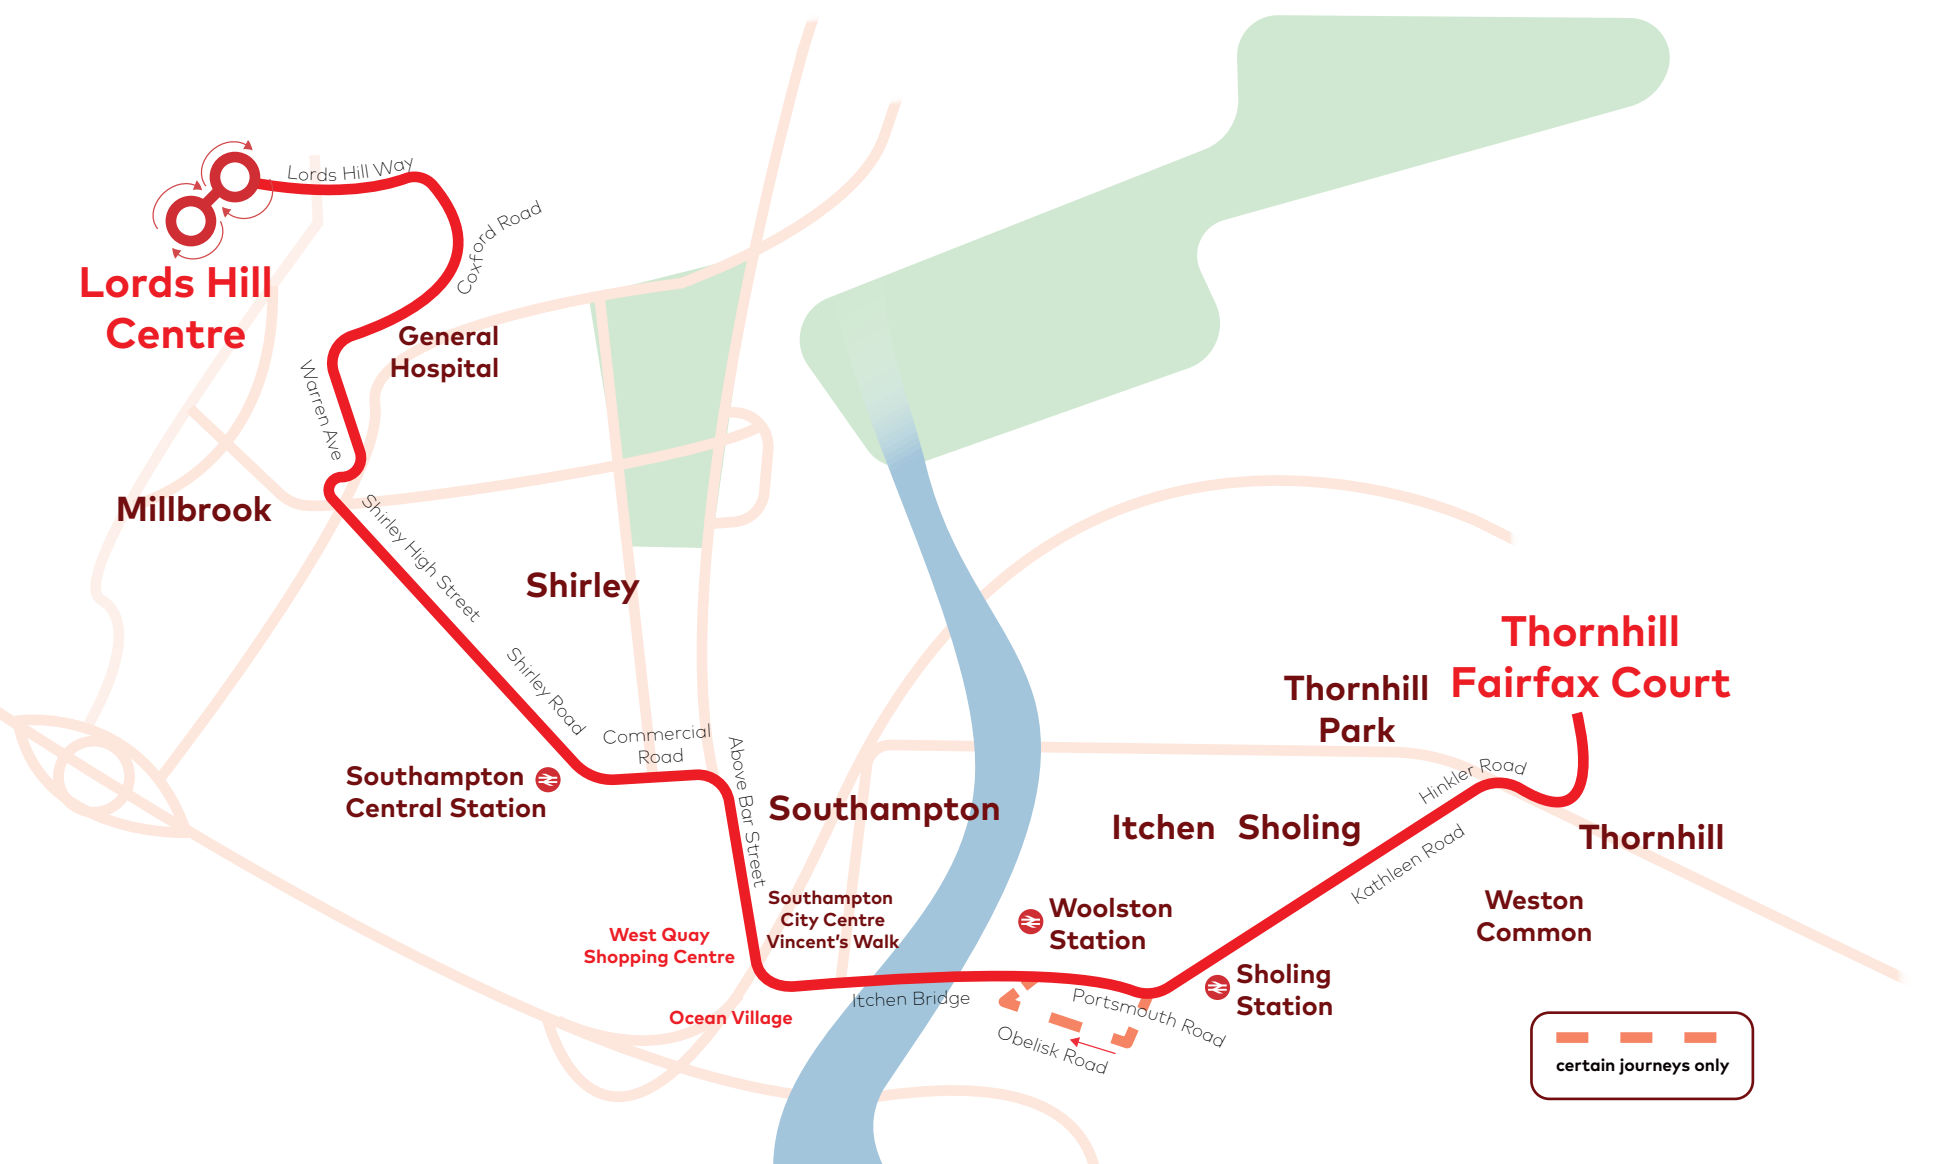 Lords Hill Way
Coxford Road
Lords Hill
Centre
General
Hospital
Warren Ave
Millbrook
Shirley High Street
Shirley
Shirley Road
Commercial
Road
Above Bar Street
Southampton
Central Station
Southampton
Southampton
City Centre
Vincent's Walk
West Quay
Shopping Centre
Ocean Village
Itchen Bridge
Woolston
Station
Portsmouth Road
Obelisk Road
Sholing
Station
Itchen
Sholing
Kathleen Road
Hinkler Road
Thornhill
Park
Thornhill
Fairfax Court
Thornhill
Weston
Common
certain journeys only